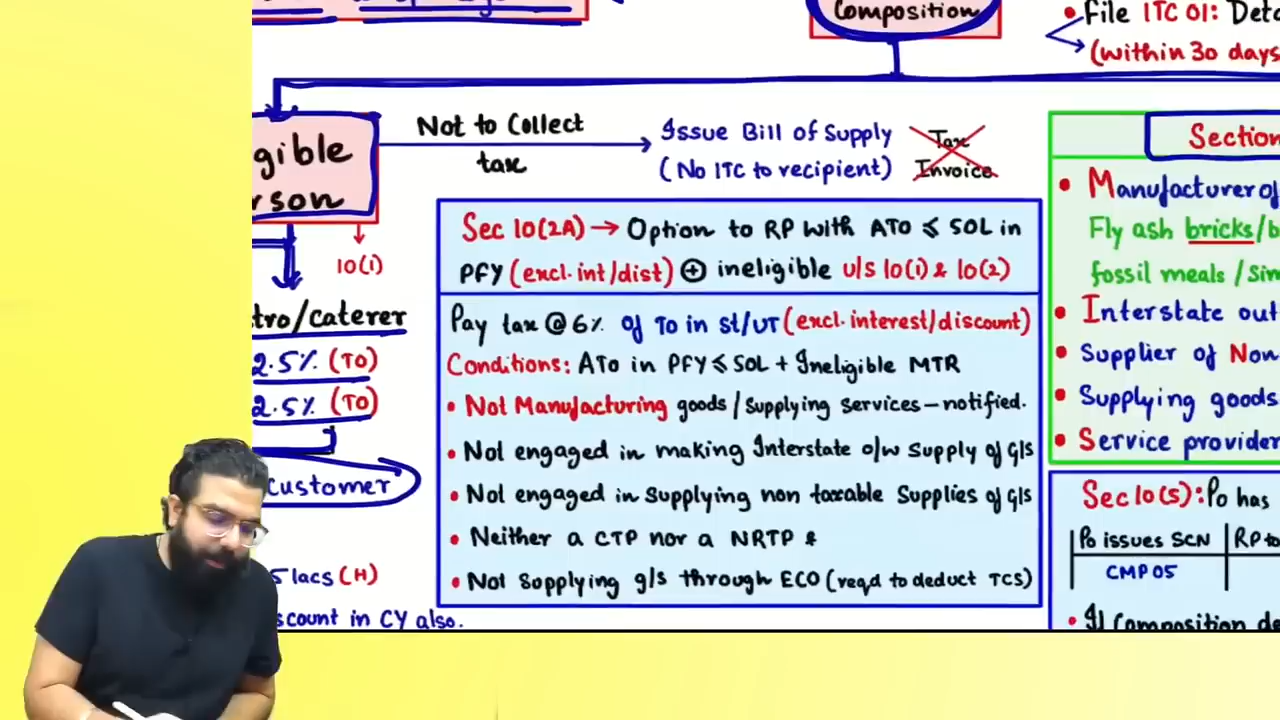 Composition
• File ITC 01:
(within 30 days
gible
rson
Not to Collect
tax
Issue Bill of Supply
(No ITC to recipient)
Tax
Invoice
10(1)
tro/caterer
2.5% (TO)
2.5% (TO)
customer
5 lacs (H)
scount in CY also.
Sec 10(2A) → Option to RP with ATO ≤ 50L in
PFY (excl. int/dist) ⊕ ineligible u/s 10(1) & 10(2)
Pay tax @ 6% of TO in st/UT (excl. interest/discount)
Conditions: ATO in PFY ≤ 50L + Ineligible MTR
• Not Manufacturing goods / Supplying Services – notified.
• Not engaged in making Interstate o/w Supply of G/s
• Not engaged in Supplying non taxable Supplies of G/s
• Neither a CTP nor a NRTP &
• Not Supplying g/s through ECO (reqd to deduct TCS)
Section
• Manufacturer of
Fly ash bricks/b
fossil meals / Sim
• Interstate out
• Supplier of Non
• Supplying goods
• Service provider
Sec 10(5): PO has
PO issues SCN
RP to
CMP 05
• If Composition de